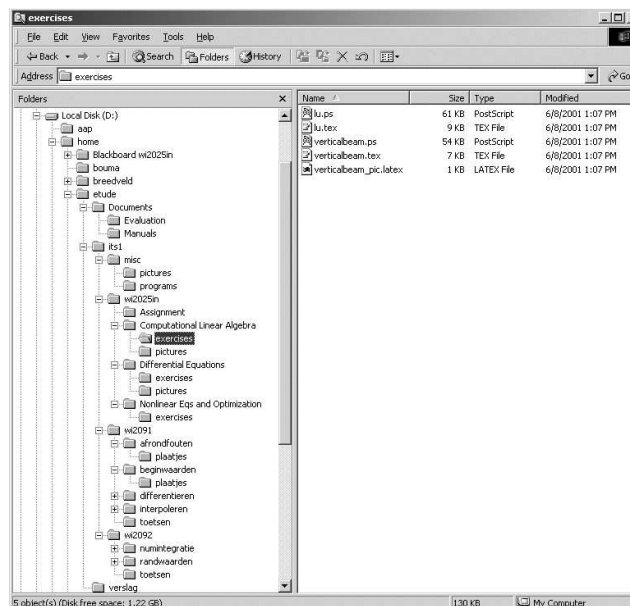 exercises
File Edit View Favorites Tools Help
Back Search Folders History
Address exercises Go
Folders
Local Disk (D:)
aap
home
Blackboard wi2025in
bouma
breedveld
etude
Documents
Evaluation
Manuals
its1
misc
pictures
programs
wi2025in
Assignment
Computational Linear Algebra
exercises
pictures
Differential Equations
exercises
pictures
Nonlinear Eqs and Optimization
exercises
wi2091
afrondfouten
plaatjes
beginwaarden
plaatjes
differentieren
interpoleren
toetsen
wi2092
numintegratie
randwaarden
toetsen
verslag
Name Size Type Modified
lu.ps 61 KB PostScript 6/8/2001 1:07 PM
lu.tex 9 KB TEX File 6/8/2001 1:07 PM
verticalbeam.ps 54 KB PostScript 6/8/2001 1:07 PM
verticalbeam.tex 7 KB TEX File 6/8/2001 1:07 PM
verticalbeam_pic.latex 1 KB LATEX File 6/8/2001 1:07 PM
5 object(s) (Disk free space: 1.22 GB) 130 KB My Computer